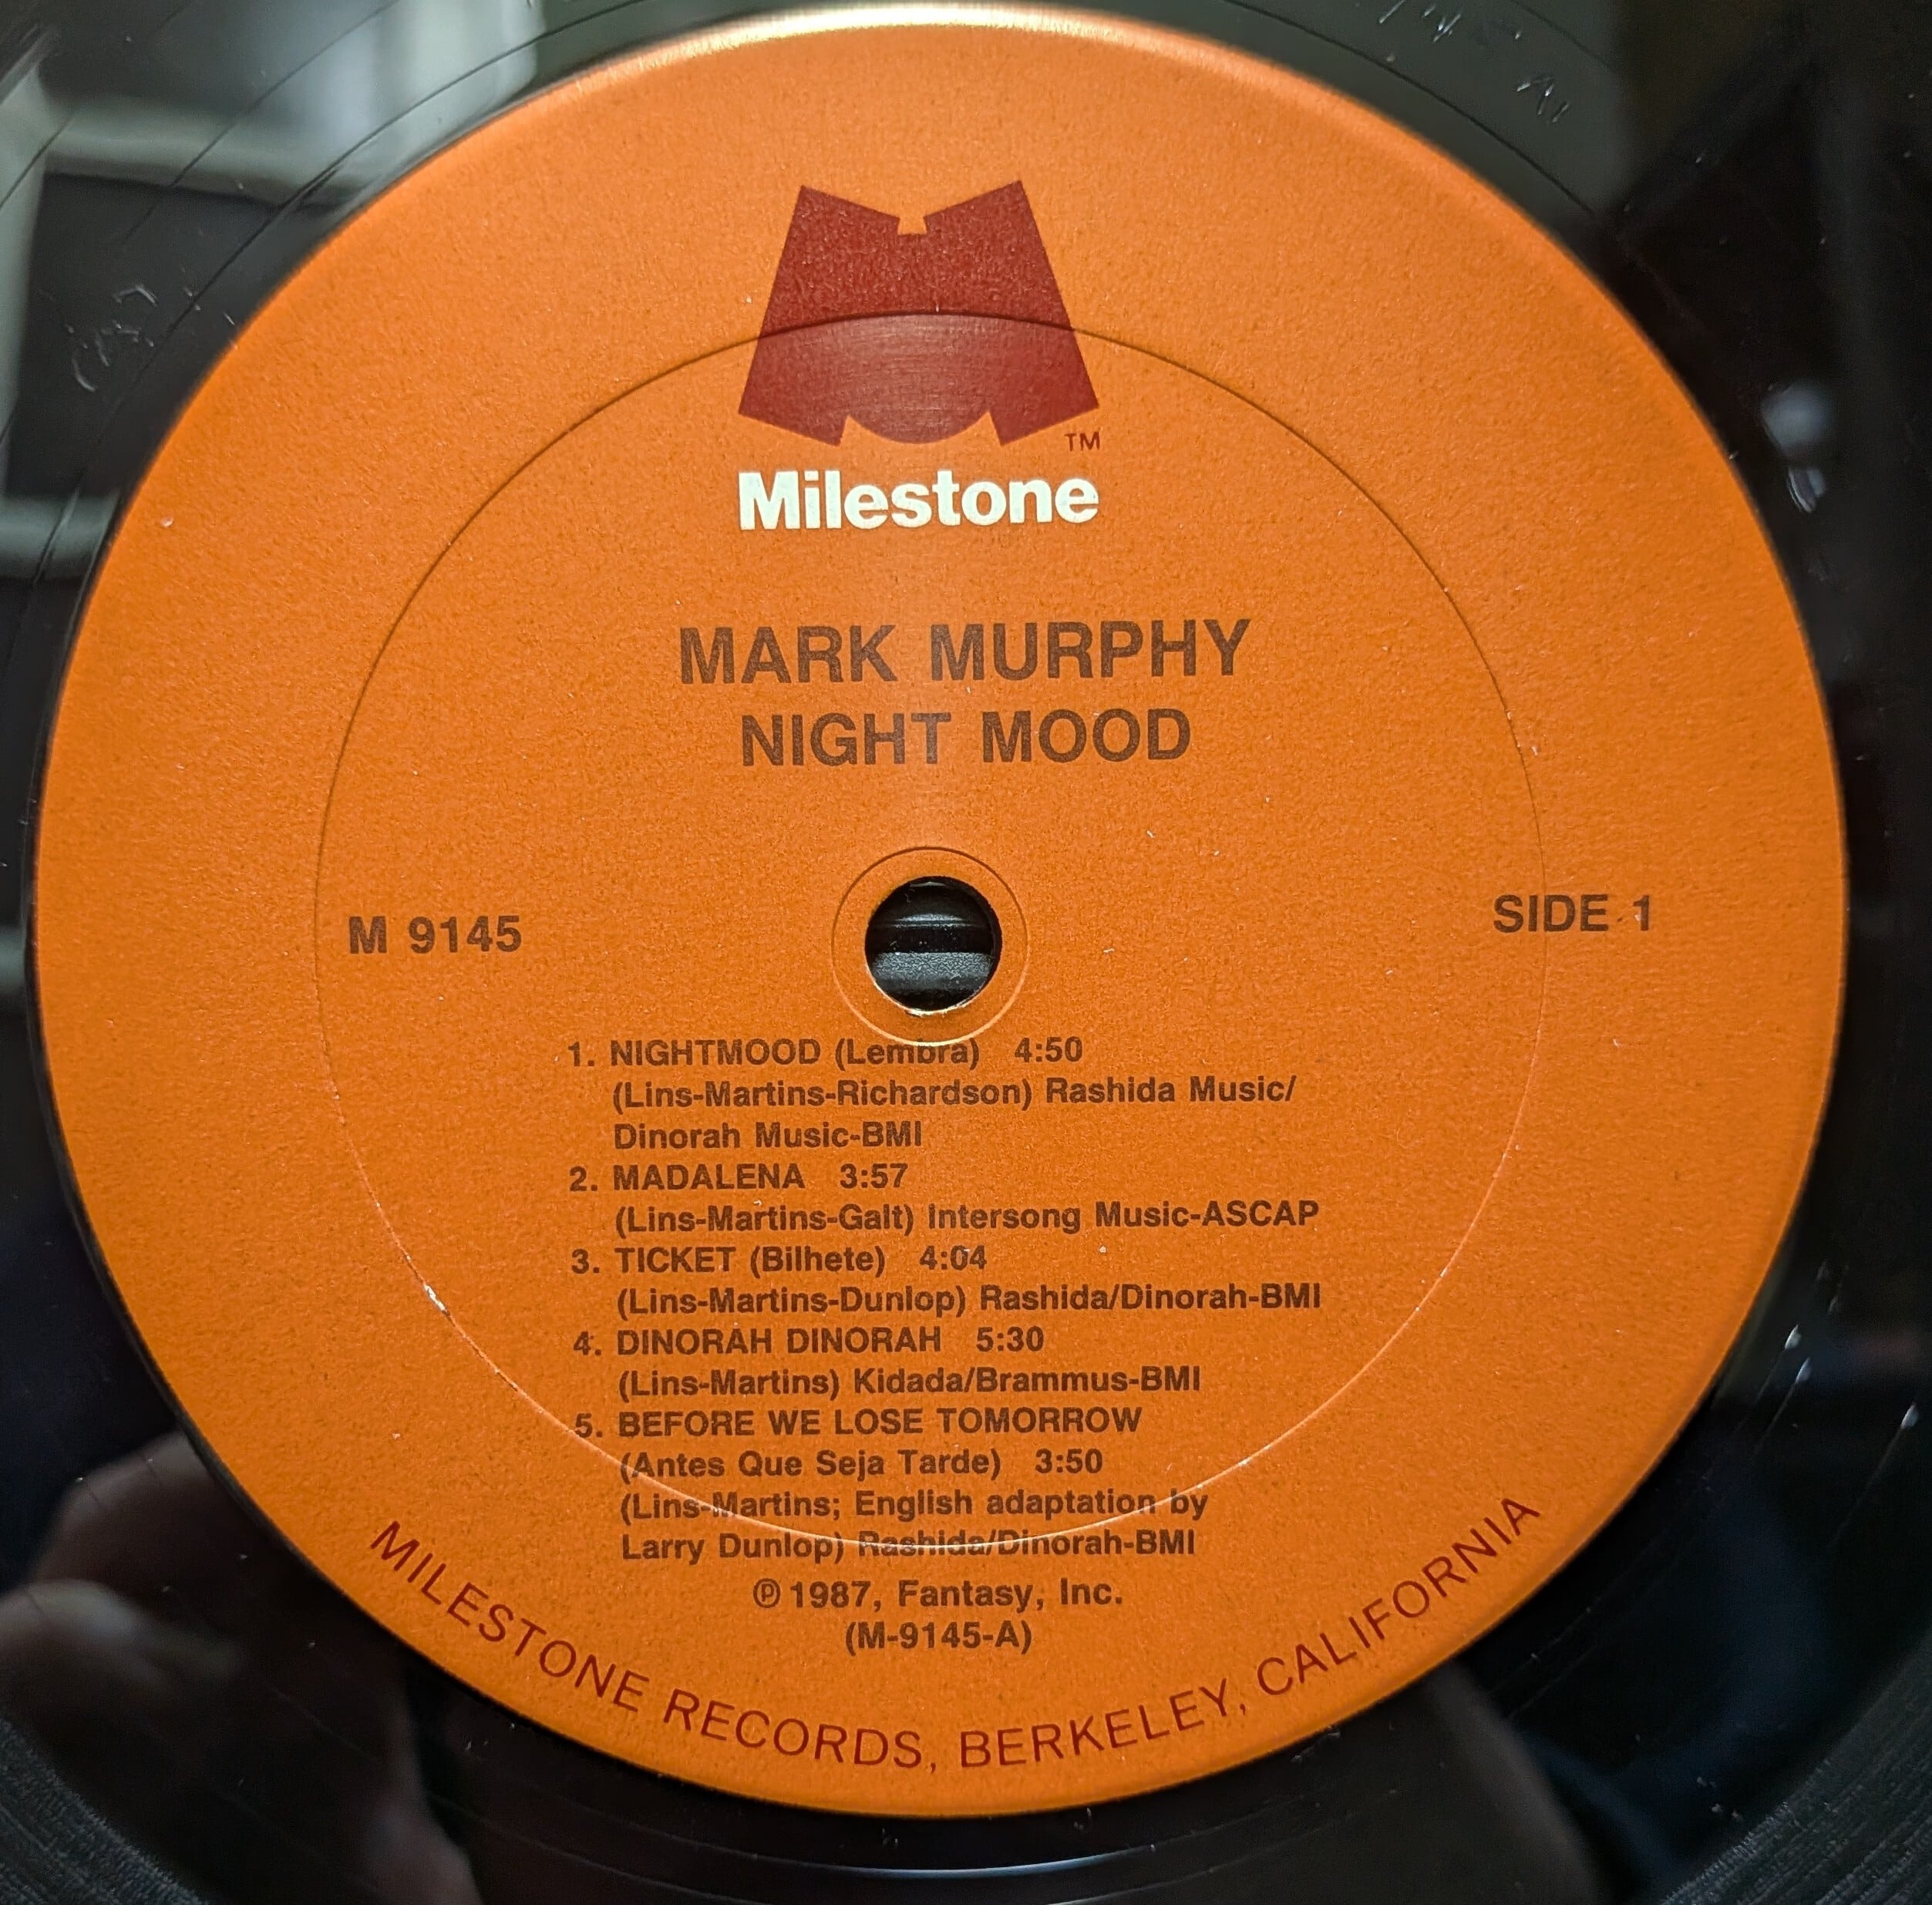 TM
Milestone
MARK MURPHY
NIGHT MOOD
M 9145
SIDE 1
1. NIGHTMOOD (Lembra) 4:50
(Lins-Martins-Richardson) Rashida Music/
Dinorah Music-BMI
2. MADALENA 3:57
(Lins-Martins-Galt) Intersong Music-ASCAP
3. TICKET (Bilhete) 4:04
(Lins-Martins-Dunlop) Rashida/Dinorah-BMI
4. DINORAH DINORAH 5:30
(Lins-Martins) Kidada/Brammus-BMI
5. BEFORE WE LOSE TOMORROW
(Antes Que Seja Tarde) 3:50
(Lins-Martins; English adaptation by
Larry Dunlop) Rashida/Dinorah-BMI
℗ 1987, Fantasy, Inc.
(M-9145-A)
MILESTONE RECORDS, BERKELEY, CALIFORNIA